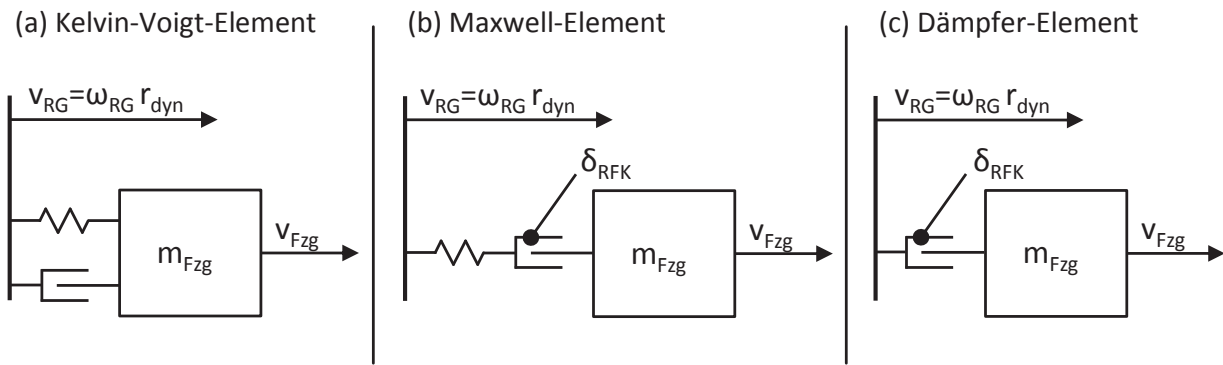 (a) Kelvin-Voigt-Element
v_RG=ω_RG r_dyn
m_Fzg
v_Fzg
(b) Maxwell-Element
v_RG=ω_RG r_dyn
δ_RFK
m_Fzg
v_Fzg
(c) Dämpfer-Element
v_RG=ω_RG r_dyn
δ_RFK
m_Fzg
v_Fzg